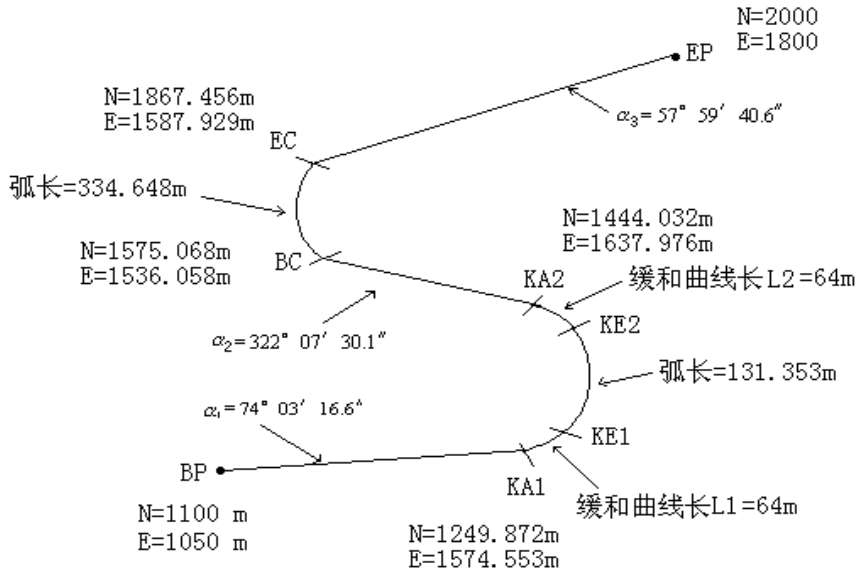 N=2000
E=1800
EP
N=1867.456m
E=1587.929m
EC
α₃=57° 59′ 40.6″
弧长=334.648m
N=1444.032m
E=1637.976m
N=1575.068m
E=1536.058m
BC
KA2
缓和曲线长L2=64m
KE2
α₂=322° 07′ 30.1″
弧长=131.353m
α₁=74° 03′ 16.6″
KE1
BP
KA1
缓和曲线长L1=64m
N=1100 m
E=1050 m
N=1249.872m
E=1574.553m